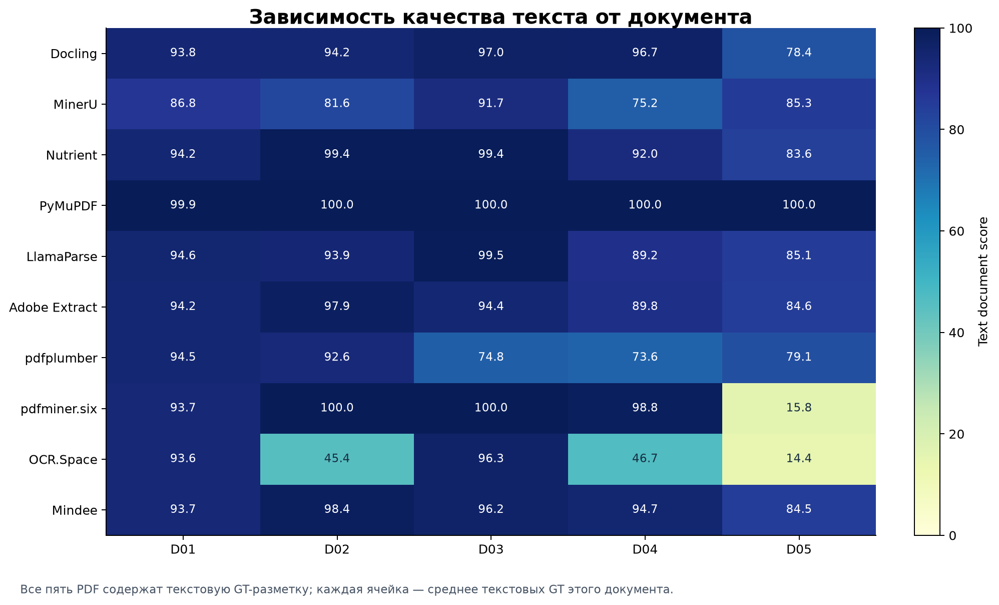 Зависимость качества текста от документа
Docling 93.8 94.2 97.0 96.7 78.4
MinerU 86.8 81.6 91.7 75.2 85.3
Nutrient 94.2 99.4 99.4 92.0 83.6
PyMuPDF 99.9 100.0 100.0 100.0 100.0
LlamaParse 94.6 93.9 99.5 89.2 85.1
Adobe Extract 94.2 97.9 94.4 89.8 84.6
pdfplumber 94.5 92.6 74.8 73.6 79.1
pdfminer.six 93.7 100.0 100.0 98.8 15.8
OCR.Space 93.6 45.4 96.3 46.7 14.4
Mindee 93.7 98.4 96.2 94.7 84.5
D01 D02 D03 D04 D05
100
80
60
40
20
0
Text document score
Все пять PDF содержат текстовую GT-разметку; каждая ячейка — среднее текстовых GT этого документа.